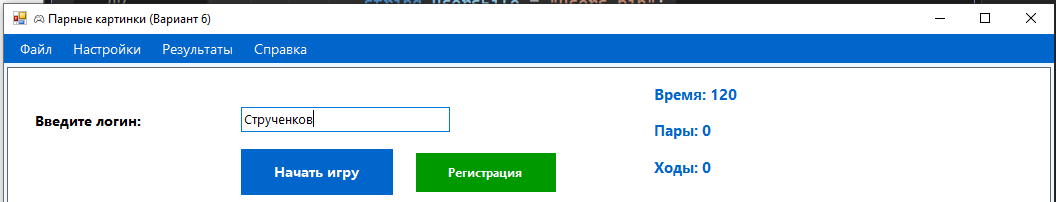 Парные картинки (Вариант 6)
Файл Настройки Результаты Справка
Время: 120
Введите логин: Струченков
Пары: 0
Начать игру Регистрация
Ходы: 0